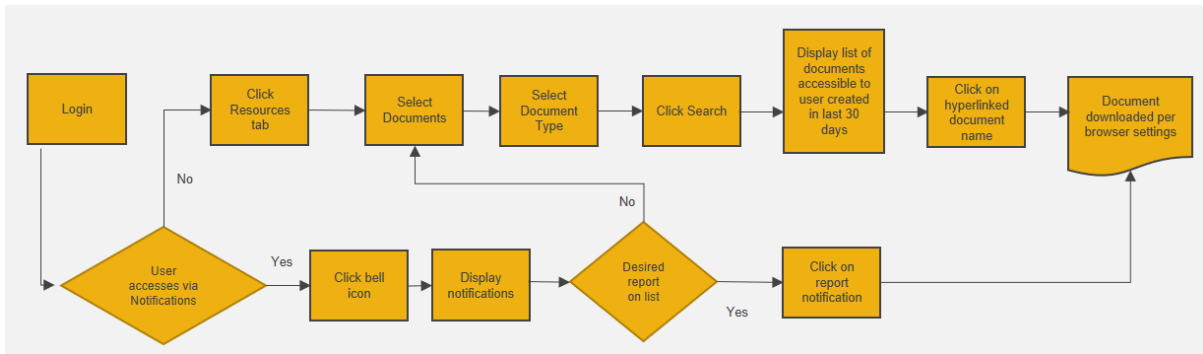 Login
Click
Resources
tab
Select
Documents
Select
Document
Type
Click Search
Display list of
documents
accessible to
user created
in last 30
days
Click on
hyperlinked
document
name
Document
downloaded per
browser settings
No
No
User
accesses via
Notifications
Yes
Click bell
icon
Display
notifications
Desired
report
on list
Yes
Click on
report
notification